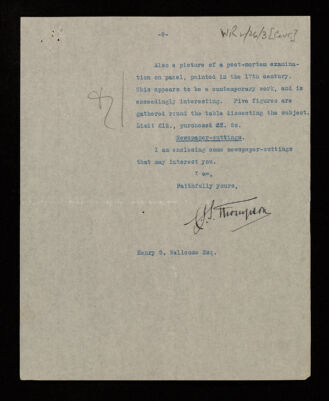 -2-
Also a picture of a post-mortem examina-
tion on panel, painted in the 17th century.
This appears to be a contemporary work, and is
exceedingly interesting. Five figures are
gathered round the table dissecting the subject.
Limit £12., purchased 6s.
Newspaper-cuttings.
I am enclosing some newspaper-cuttings
that may interest you.
I am,
Faithfully yours,
Thompson
Henry S. Wellcome Esq.